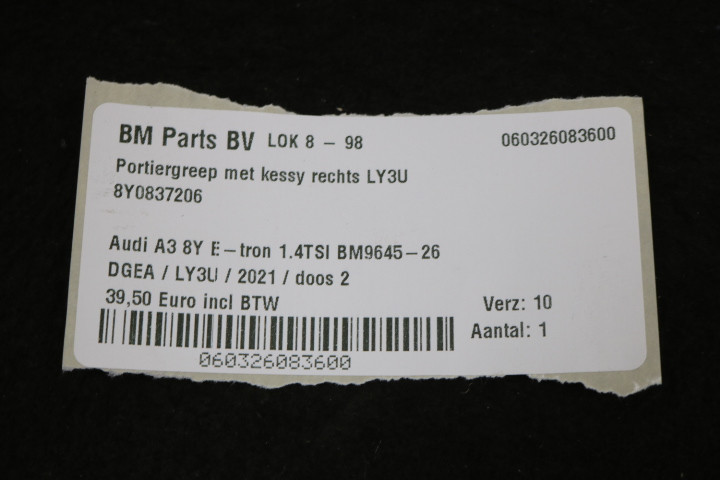 BM Parts BV LOK 8 - 98 060326083600
Portiergreep met kessy rechts LY3U
8Y0837206
Audi A3 8Y E-tron 1.4TSI BM9645-26
DGEA / LY3U / 2021 / doos 2
39,50 Euro incl BTW Verz: 10
Aantal: 1
060326083600